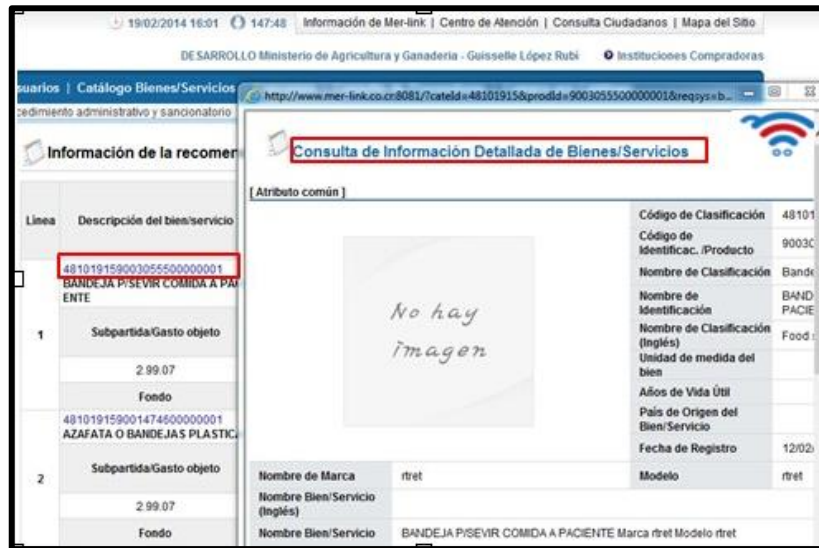 19/02/2014 16:01 147:48 Información de Mer-link | Centro de Atención | Consulta Ciudadanos | Mapa del Sitio
DESARROLLO Ministerio de Agricultura y Ganaderia - Guisselle López Rubi Instituciones Compradoras
suarios | Catálogo Bienes/Servicios
cedimiento administrativo y sancionatorio
http://www.mer-link.co.cr:8081/?cateId=48101915&prodId=9003055500000001&reqsys=b...
Información de la recomer
Consulta de Información Detallada de Bienes/Servicios
[ Atributo común ]
Línea Descripción del bien/servicio
481019159003055500000001
BANDEJA P/SEVIR COMIDA A PA
ENTE
1
Subpartida/Gasto objeto
2.99.07
Fondo
481019159001474600000001
AZAFATA O BANDEJAS PLASTIC
2
Subpartida/Gasto objeto
2.99.07
Fondo
No hay
imagen
Código de Clasificación 48101
Código de
Identificac. /Producto 9003
Nombre de Clasificación Bande
Nombre de
Identificación
BAND
PACIE
Nombre de Clasificación
(Inglés)
Food
Unidad de medida del
bien
Años de Vida Útil
País de Origen del
Bien/Servicio
Fecha de Registro 12/02
Nombre de Marca rtret Modelo rtret
Nombre Bien/Servicio
(Inglés)
Nombre Bien/Servicio BANDEJA P/SEVIR COMIDA A PACIENTE Marca rtret Modelo rtret